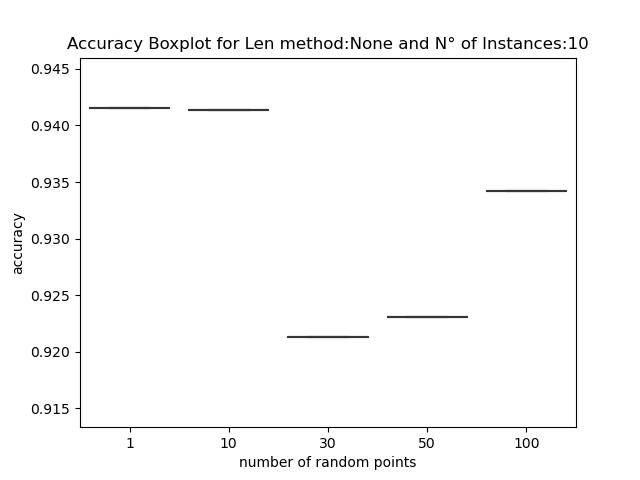 Accuracy Boxplot for Len method:None and N° of Instances:10
0.945
0.940
0.935
0.930
0.925
0.920
0.915
accuracy
1 10 30 50 100
number of random points